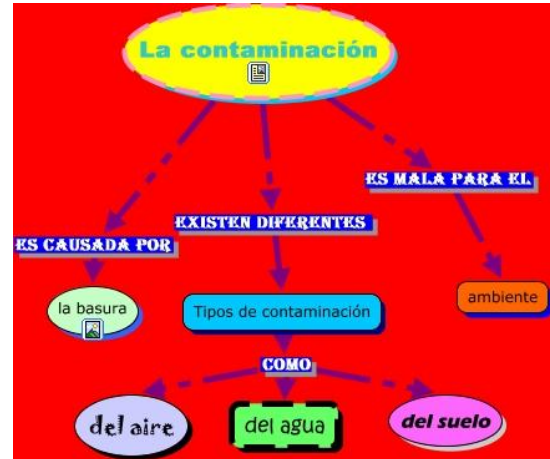 La contaminación
ES MALA PARA EL
EXISTEN DIFERENTES
ES CAUSADA POR
la basura
Tipos de contaminación
ambiente
COMO
del aire
del agua
del suelo